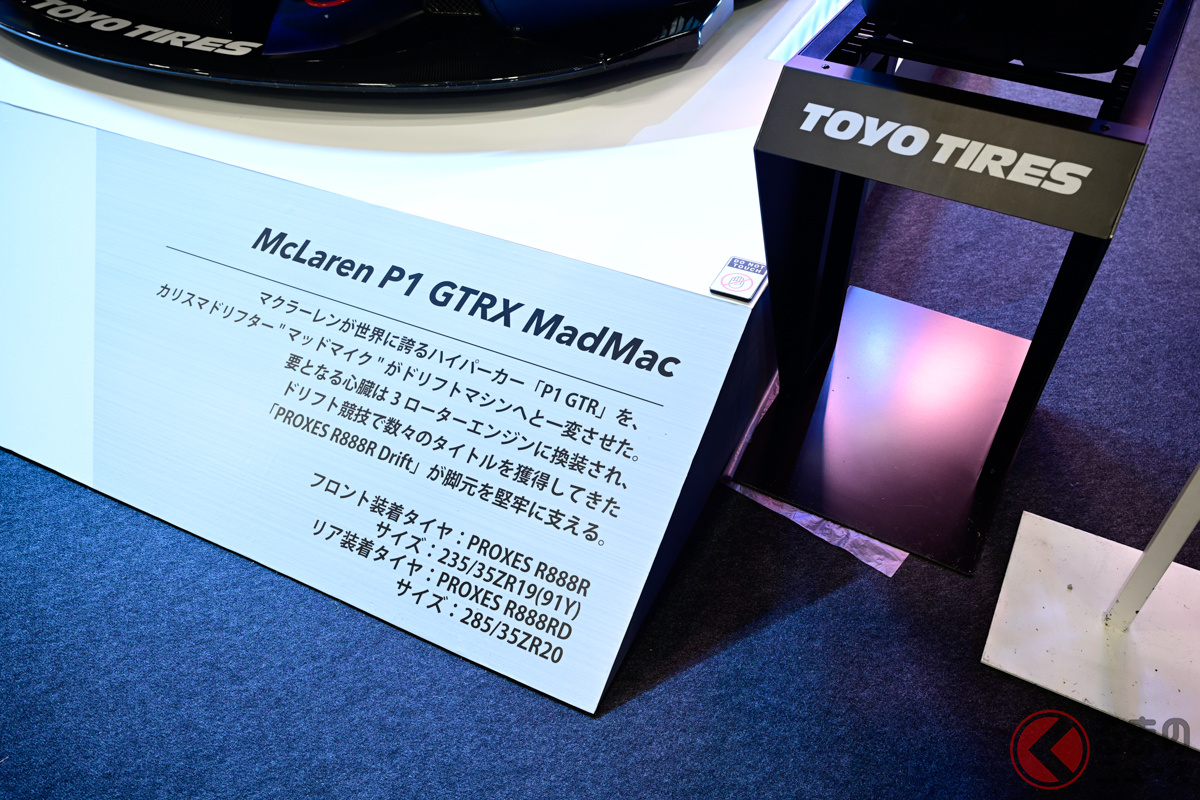 TOYO TIRES
TOYO TIRES
DO NOT
TOUCH
McLaren P1 GTRX MadMac
マクラーレンが世界に誇るハイパーカー「P1 GTR」を、
カリスマドリフター"マッドマイク"がドリフトマシンへと一変させた。
要となる心臓は3ローターエンジンに換装され、
ドリフト競技で数々のタイトルを獲得してきた
「PROXES R888R Drift」が脚元を堅牢に支える。
フロント装着タイヤ：PROXES R888R
サイズ：235/35ZR19(91Y)
リア装着タイヤ：PROXES R888RD
サイズ：285/35ZR20